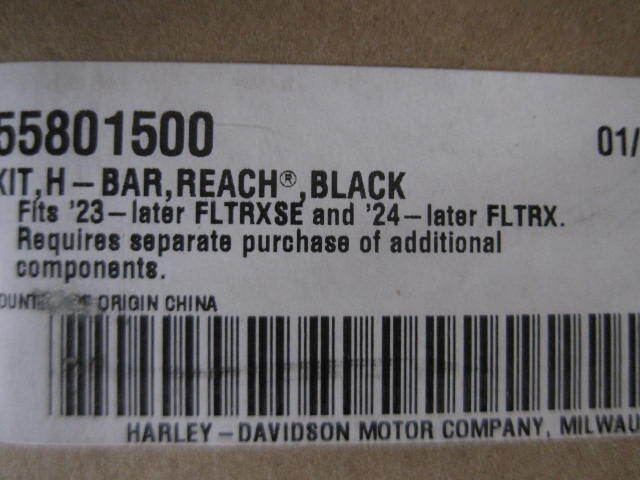 55801500 01/
KIT,H-BAR,REACH®,BLACK
Fits '23-later FLTRXSE and '24-later FLTRX.
Requires separate purchase of additional
components.
ORIGIN CHINA
HARLEY-DAVIDSON MOTOR COMPANY, MILWAU